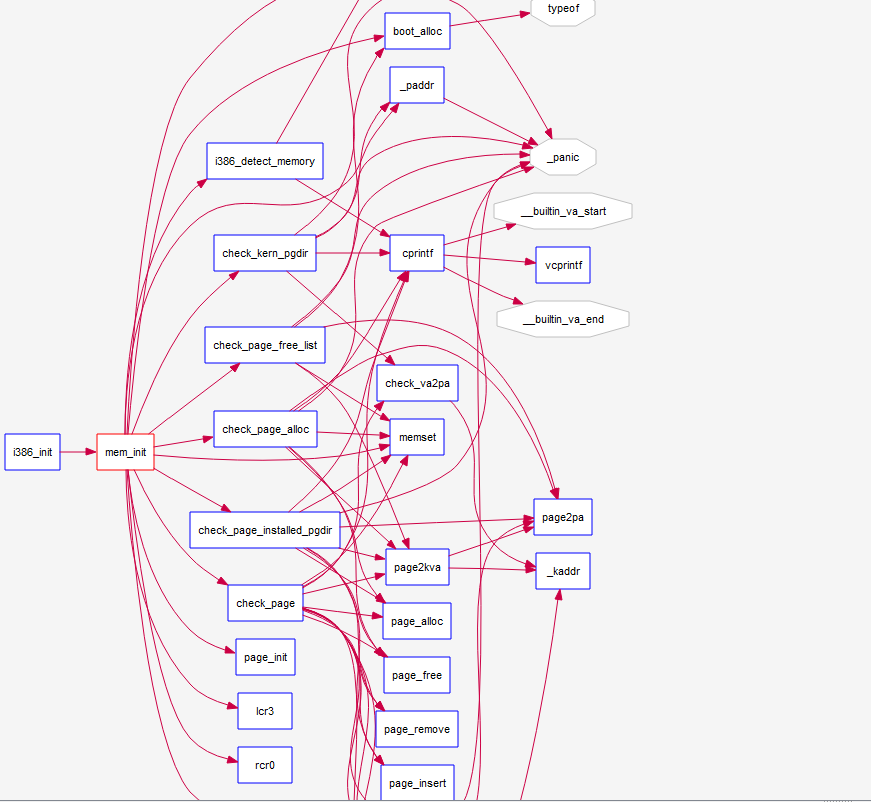 typeof
boot_alloc
_paddr
i386_detect_memory
_panic
__builtin_va_start
check_kern_pgdir
cprintf
vcprintf
__builtin_va_end
check_page_free_list
check_va2pa
check_page_alloc
memset
i386_init
mem_init
page2pa
check_page_installed_pgdir
page2kva
_kaddr
check_page
page_alloc
page_init
page_free
lcr3
page_remove
rcr0
page_insert